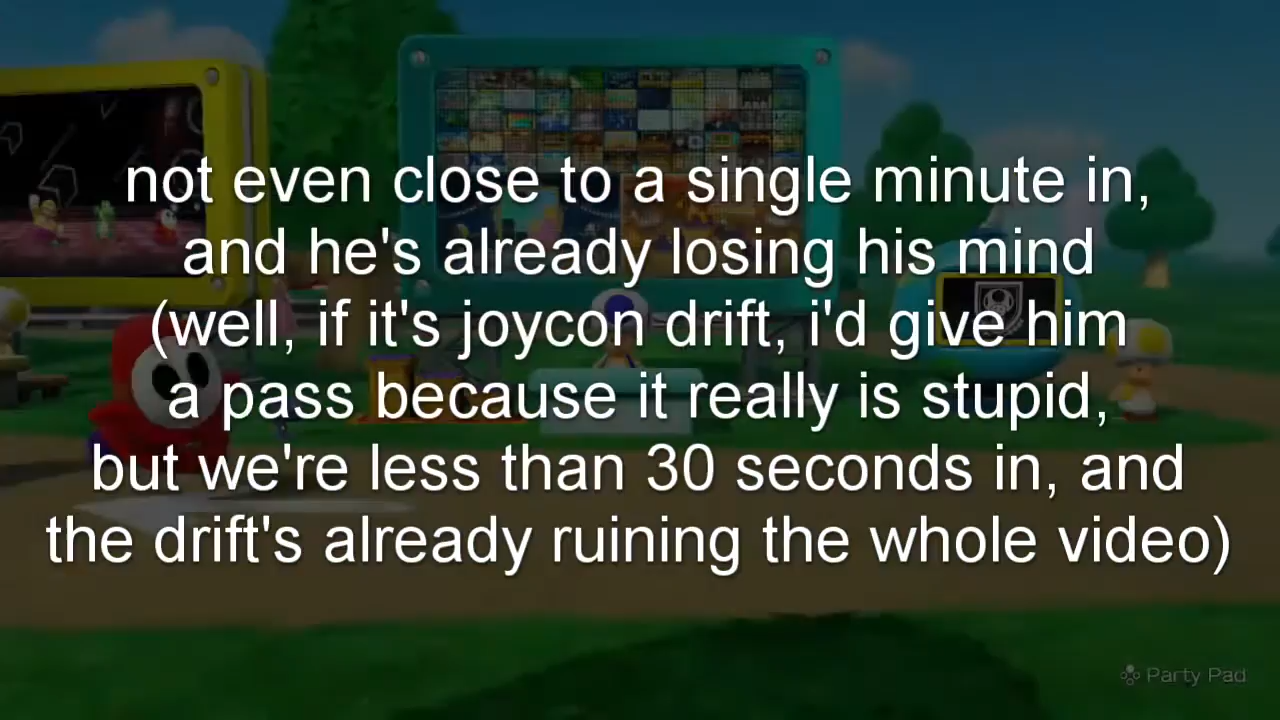 not even close to a single minute in,
and he's already losing his mind
(well, if it's joycon drift, i'd give him
a pass because it really is stupid,
but we're less than 30 seconds in, and
the drift's already ruining the whole video)
Party Pad